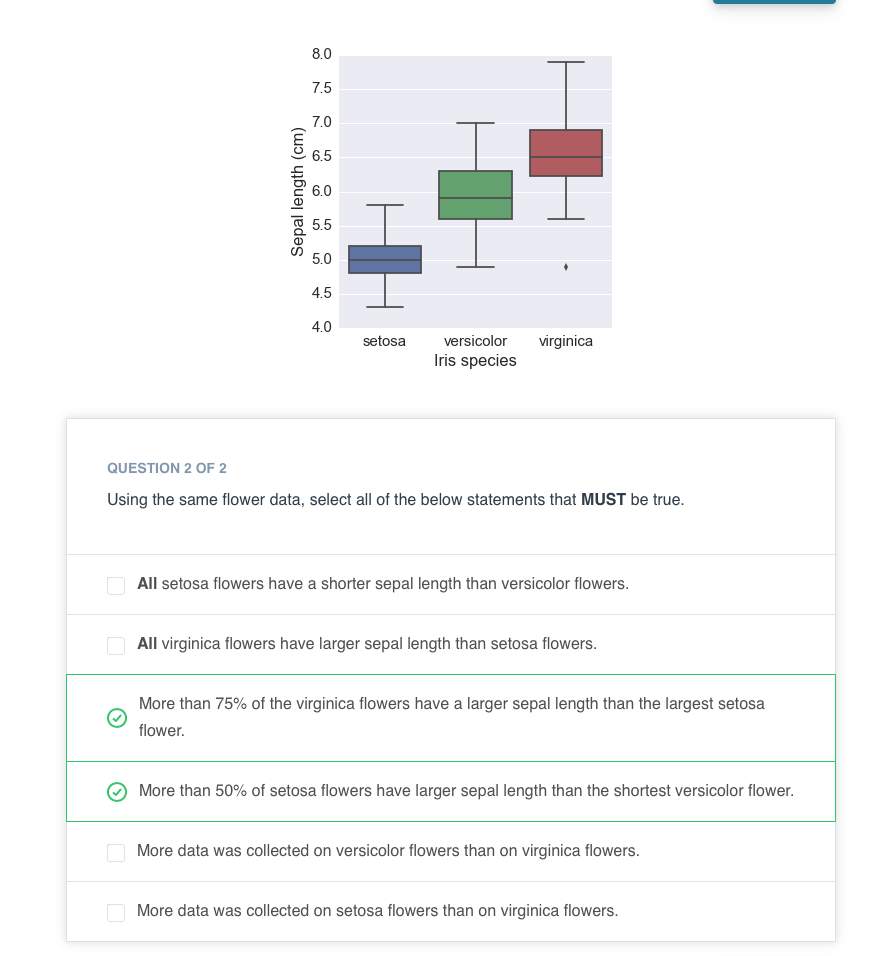 8.0
7.5
7.0
6.5
6.0
5.5
5.0
4.5
4.0
Sepal length (cm)
setosa versicolor virginica
Iris species
QUESTION 2 OF 2
Using the same flower data, select all of the below statements that MUST be true.
All setosa flowers have a shorter sepal length than versicolor flowers.
All virginica flowers have larger sepal length than setosa flowers.
More than 75% of the virginica flowers have a larger sepal length than the largest setosa
flower.
More than 50% of setosa flowers have larger sepal length than the shortest versicolor flower.
More data was collected on versicolor flowers than on virginica flowers.
More data was collected on setosa flowers than on virginica flowers.